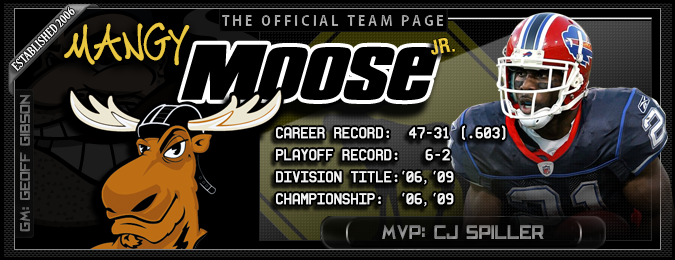 ESTABLISHED 2006
THE OFFICIAL TEAM PAGE
MANGY
MOOSE
JR.
GM: GEOFF GIBSON
CAREER RECORD: 47-31 (.603)
PLAYOFF RECORD: 6-2
DIVISION TITLE: '06, '09
CHAMPIONSHIP: '06, '09
21
MVP: CJ SPILLER